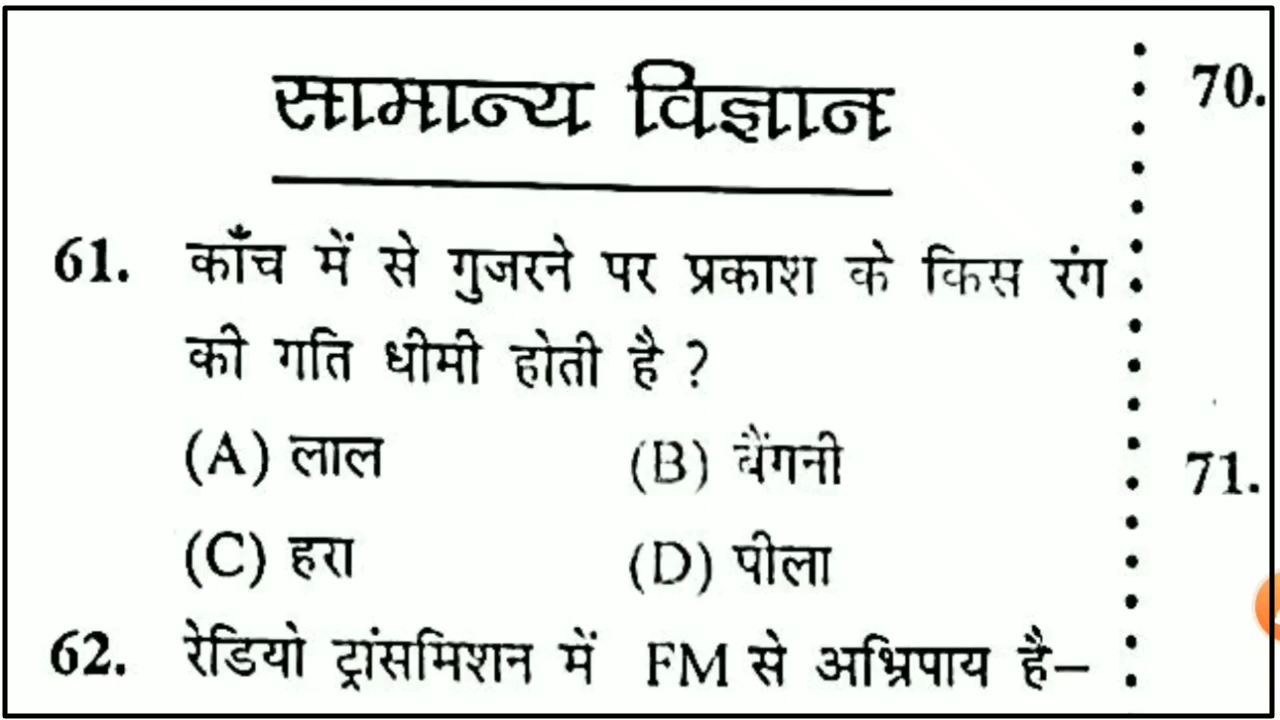 सामान्य विज्ञान
61. काँच में से गुजरने पर प्रकाश के किस रंग
की गति धीमी होती है ?
(A) लाल (B) बैंगनी
(C) हरा (D) पीला
62. रेडियो ट्रांसमिशन में FM से अभिप्राय है–
70.
71.